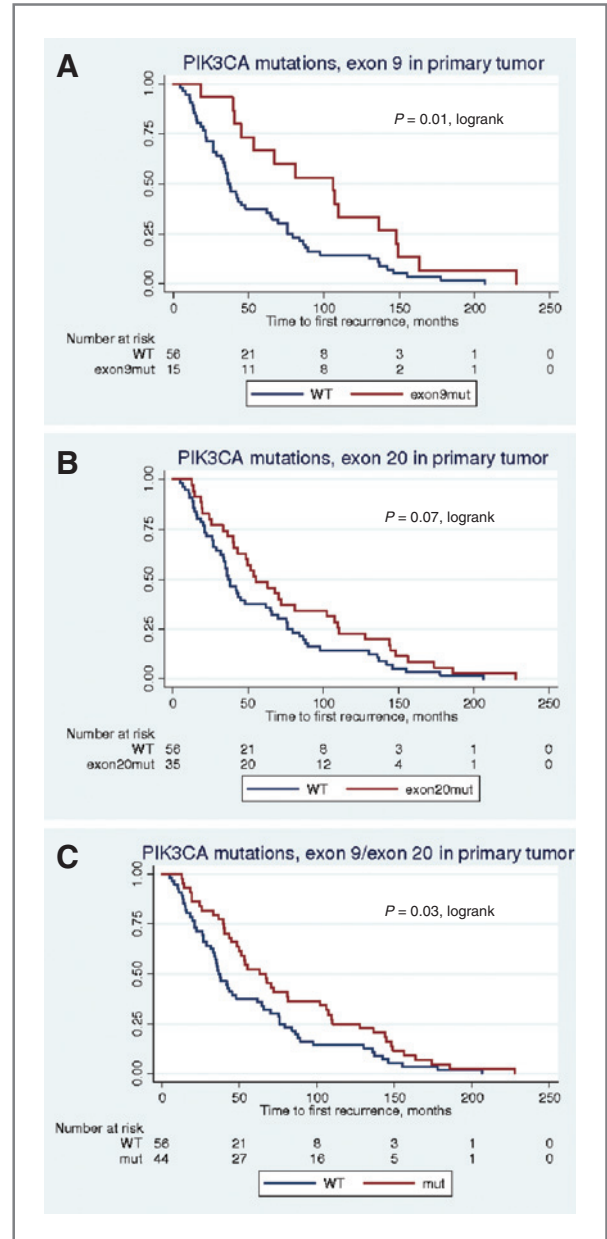 A
PIK3CA mutations, exon 9 in primary tumor
P = 0.01, logrank
1.00
0.75
0.50
0.25
0.00
0 50 100 150 200 250
Time to first recurrence, months
Number at risk
WT 56 21 8 3 1 0
exon9mut 15 11 8 2 1 0
WT exon9mut
B
PIK3CA mutations, exon 20 in primary tumor
P = 0.07, logrank
1.00
0.75
0.50
0.25
0.00
0 50 100 150 200 250
Time to first recurrence, months
Number at risk
WT 56 21 8 3 1 0
exon20mut 35 20 12 4 1 0
WT exon20mut
C
PIK3CA mutations, exon 9/exon 20 in primary tumor
P = 0.03, logrank
1.00
0.75
0.50
0.25
0.00
0 50 100 150 200 250
Time to first recurrence, months
Number at risk
WT 56 21 8 3 1 0
mut 44 27 16 5 1 0
WT mut